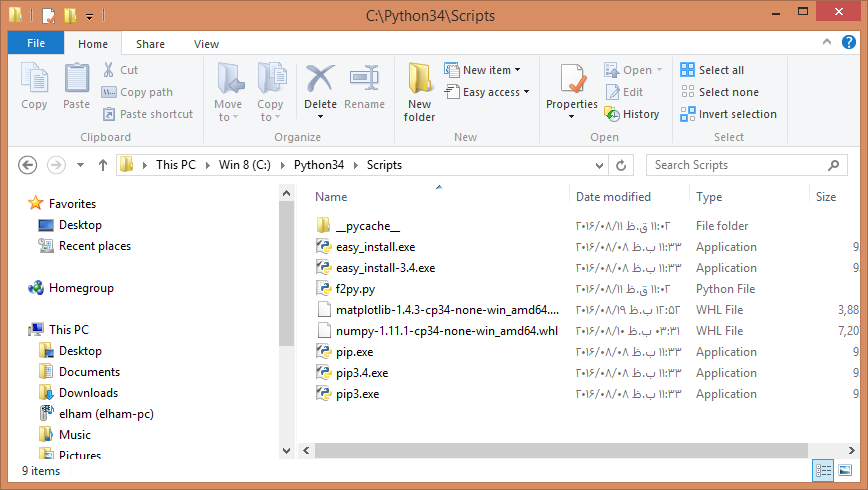 C:\Python34\Scripts
File Home Share View
Copy Paste Cut Copy path Paste shortcut
Clipboard
Move to Copy to Delete Rename
Organize
New folder New item Easy access
New
Properties Open Edit History
Open
Select all Select none Invert selection
Select
This PC Win 8 (C:) Python34 Scripts Search Scripts
Favorites
Desktop
Recent places
Homegroup
This PC
Desktop
Documents
Downloads
elham (elham-pc)
Music
Pictures
Name Date modified Type Size
__pycache__ ۲۰۱۶/۰۸/۱۱ ق.ظ ۱۱:۰۲ File folder
easy_install.exe ۲۰۱۶/۰۸/۰۸ ب.ظ ۱۱:۳۳ Application 9
easy_install-3.4.exe ۲۰۱۶/۰۸/۰۸ ب.ظ ۱۱:۳۳ Application 9
f2py.py ۲۰۱۶/۰۸/۱۱ ق.ظ ۱۱:۰۲ Python File
matplotlib-1.4.3-cp34-none-win_amd64.... ۲۰۱۶/۰۸/۱۹ ب.ظ ۱۲:۵۲ WHL File 3,88
numpy-1.11.1-cp34-none-win_amd64.whl ۲۰۱۶/۰۸/۱۰ ب.ظ ۰۳:۳۱ WHL File 7,20
pip.exe ۲۰۱۶/۰۸/۰۸ ب.ظ ۱۱:۳۳ Application 9
pip3.4.exe ۲۰۱۶/۰۸/۰۸ ب.ظ ۱۱:۳۳ Application 9
pip3.exe ۲۰۱۶/۰۸/۰۸ ب.ظ ۱۱:۳۳ Application 9
9 items